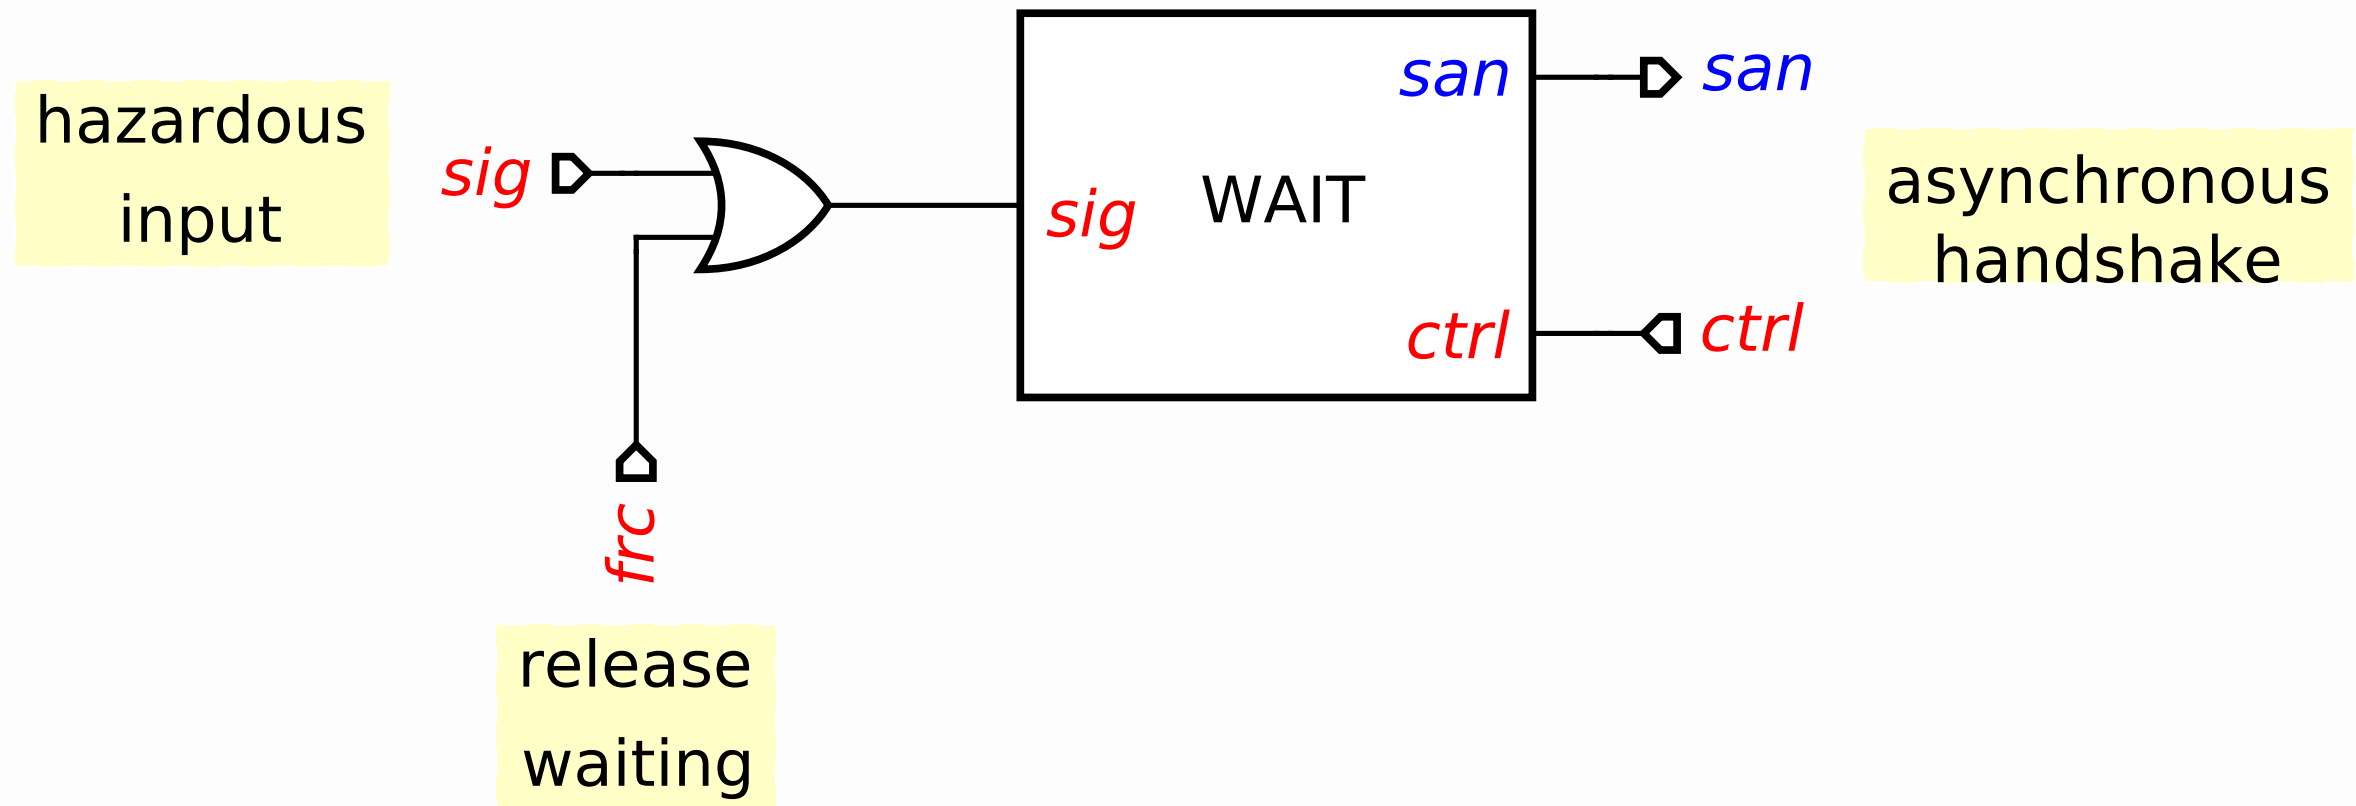 hazardous
input
sig
sig
WAIT
san
ctrl
san
ctrl
asynchronous
handshake
frc
release
waiting